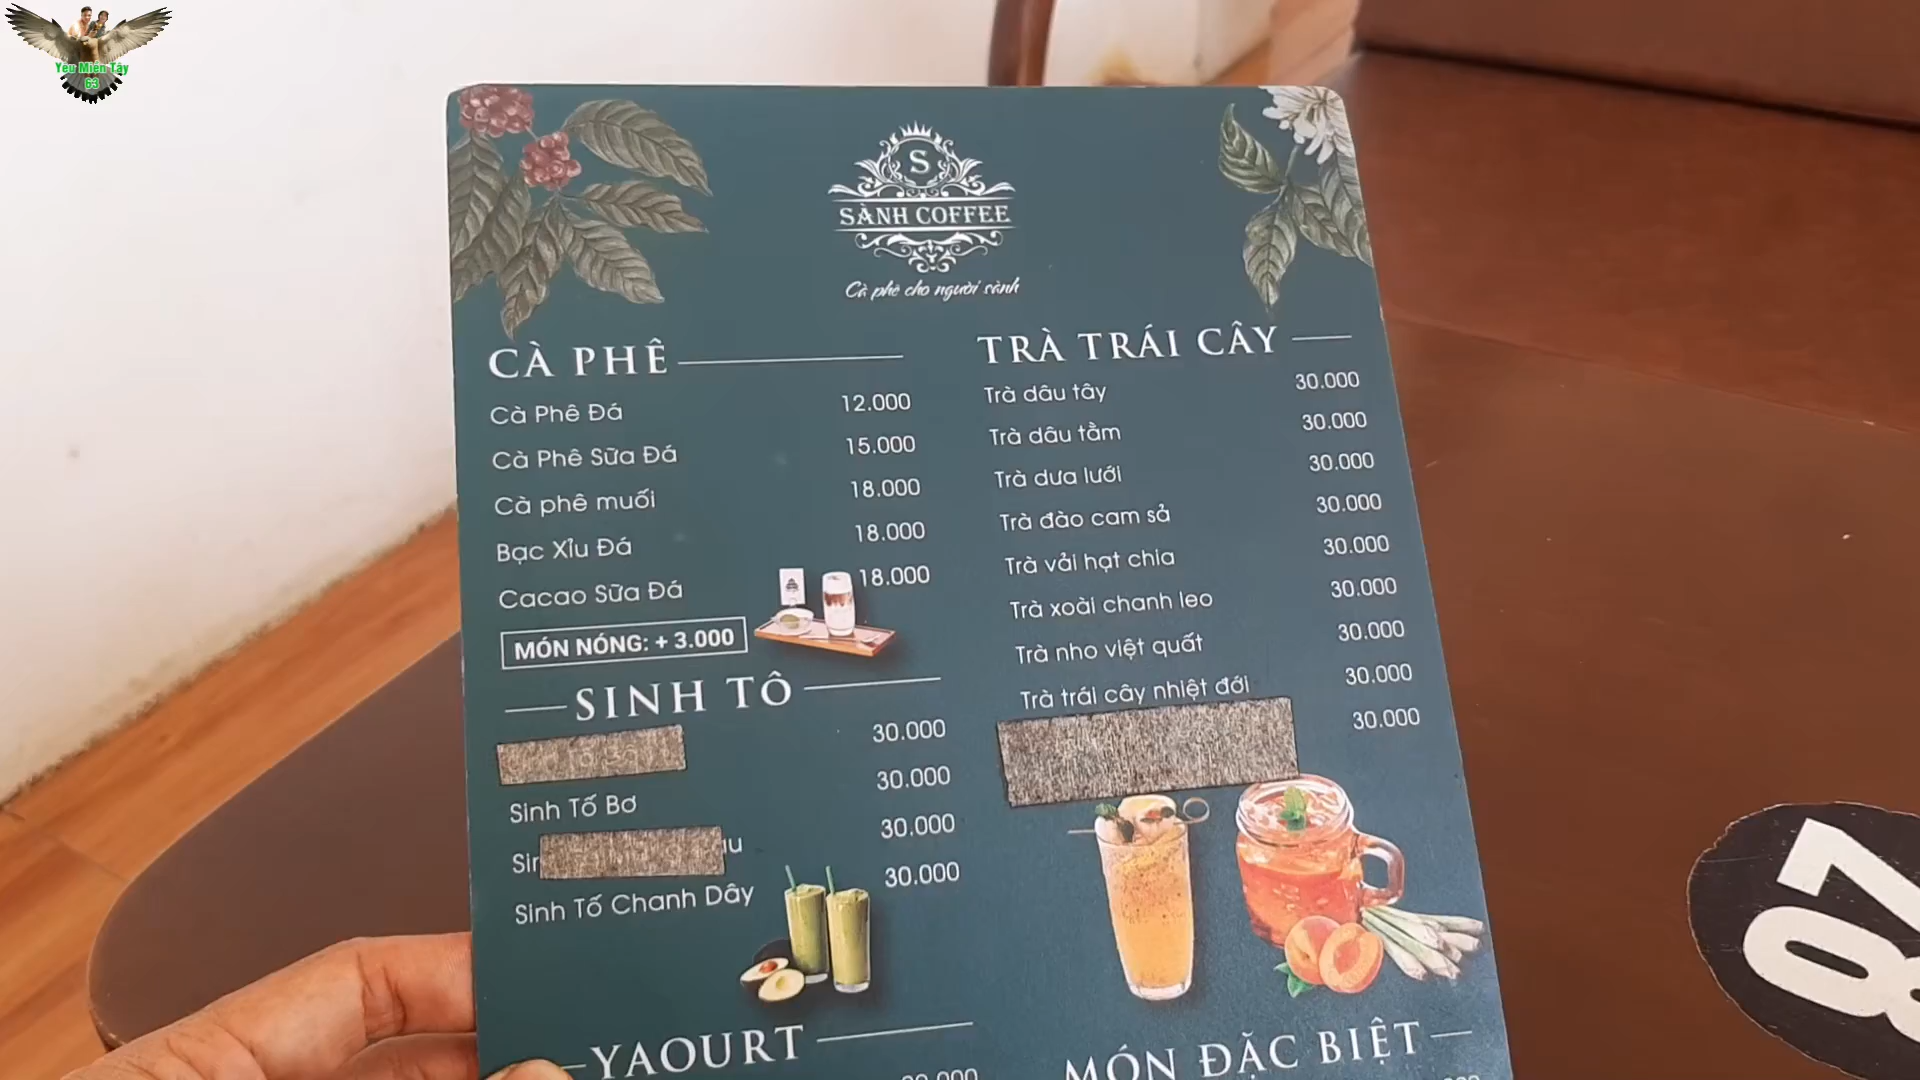 Yêu Miền Tây
63
S
SÀNH COFFEE
Cà phê cho người sành
CÀ PHÊ
Cà Phê Đá 12.000
Cà Phê Sữa Đá 15.000
Cà phê muối 18.000
Bạc Xỉu Đá 18.000
Cacao Sữa Đá 18.000
MÓN NÓNG: + 3.000
SINH TÔ
30.000
Sinh Tố Bơ 30.000
30.000
Sinh Tố Chanh Dây 30.000
YAOURT
TRÀ TRÁI CÂY
Trà dâu tây 30.000
Trà dâu tằm 30.000
Trà dưa lưới 30.000
Trà đào cam sả 30.000
Trà vải hạt chia 30.000
Trà xoài chanh leo 30.000
Trà nho việt quất 30.000
Trà trái cây nhiệt đới 30.000
30.000
MÓN ĐẶC BIỆT
78